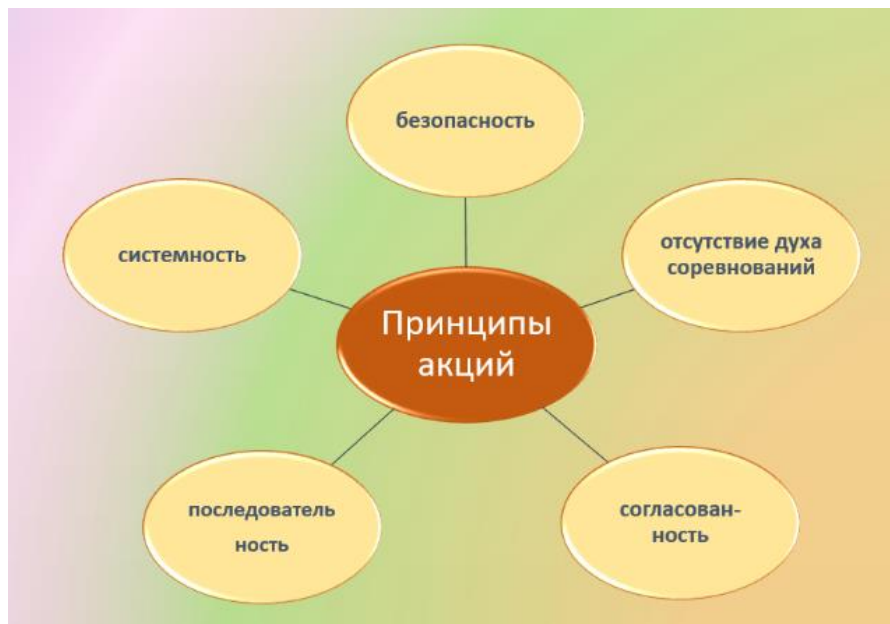 безопасность
системность
отсутствие духа
соревнований
Принципы
акций
последователь
ность
согласован-
ность